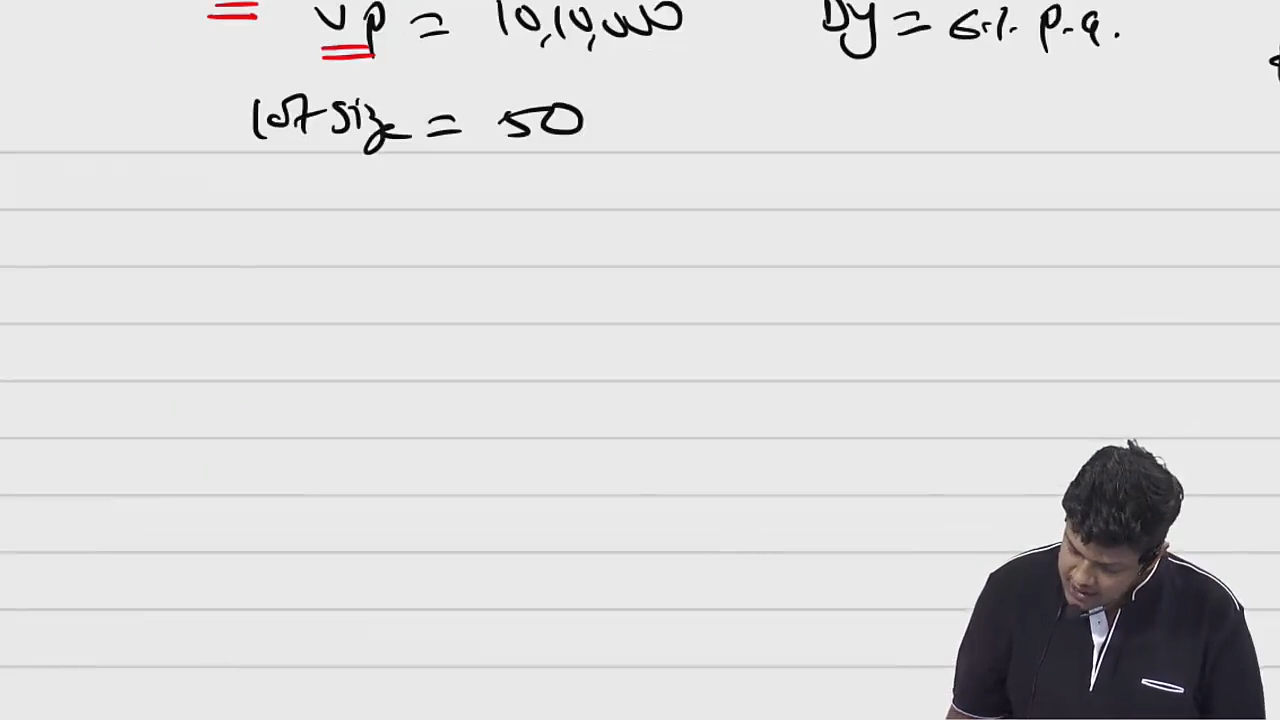 VP = 10,10,000 Dy = 6% p.a.
lot size = 50